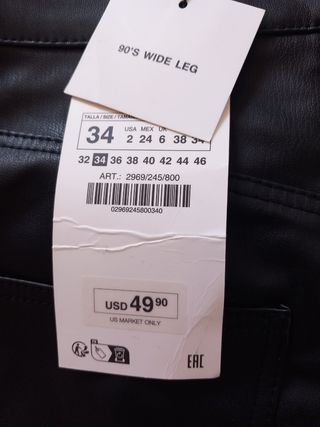 90'S WIDE LEG
TALLA / SIZE /
34
USA MEX UK
2 24 6 38 34
32 34 36 38 40 42 44 46
ART.: 2969/245/800
02969245800340
USD 49.90
US MARKET ONLY
EAC